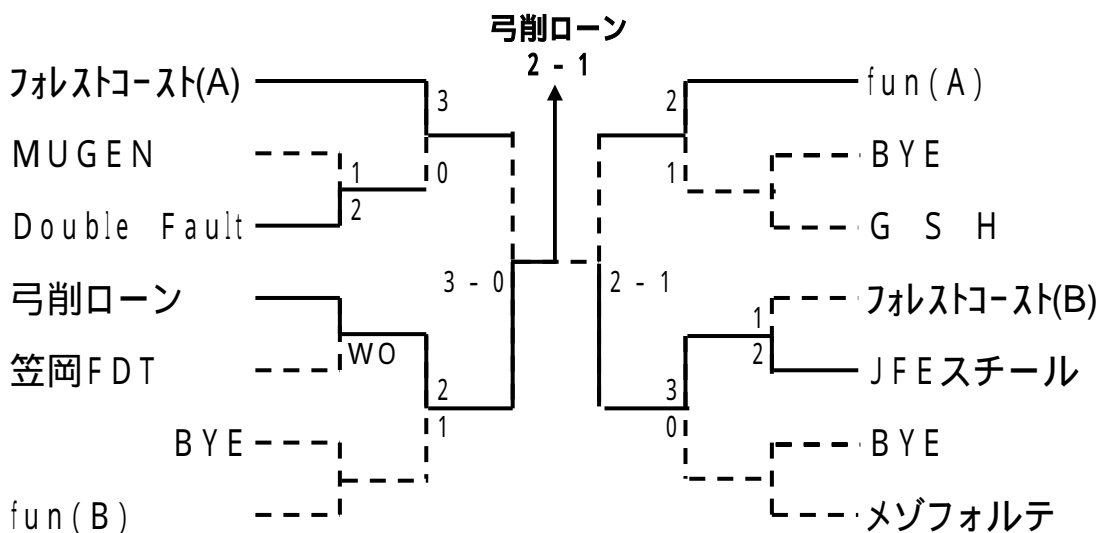 弓削ローン
2 - 1
フォレストコースト(A)
3
2
fun(A)
MUGEN
1
0
1
BYE
Double Fault
2
G S H
弓削ローン
3 - 0
2 - 1
1
フォレストコースト(B)
笠岡FDT
WO
2
3
2
JFEスチール
BYE
1
0
BYE
fun(B)
メゾフォルテ